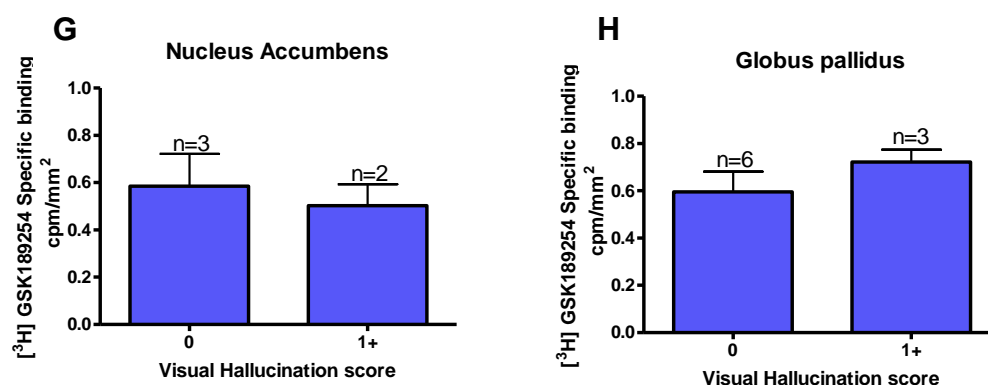 G
Nucleus Accumbens
[³H] GSK189254 Specific binding
cpm/mm²
1.0
0.8
0.6
0.4
0.2
0.0
n=3
n=2
0
1+
Visual Hallucination score
H
Globus pallidus
[³H] GSK189254 Specific binding
cpm/mm²
1.0
0.8
0.6
0.4
0.2
0.0
n=6
n=3
0
1+
Visual Hallucination score